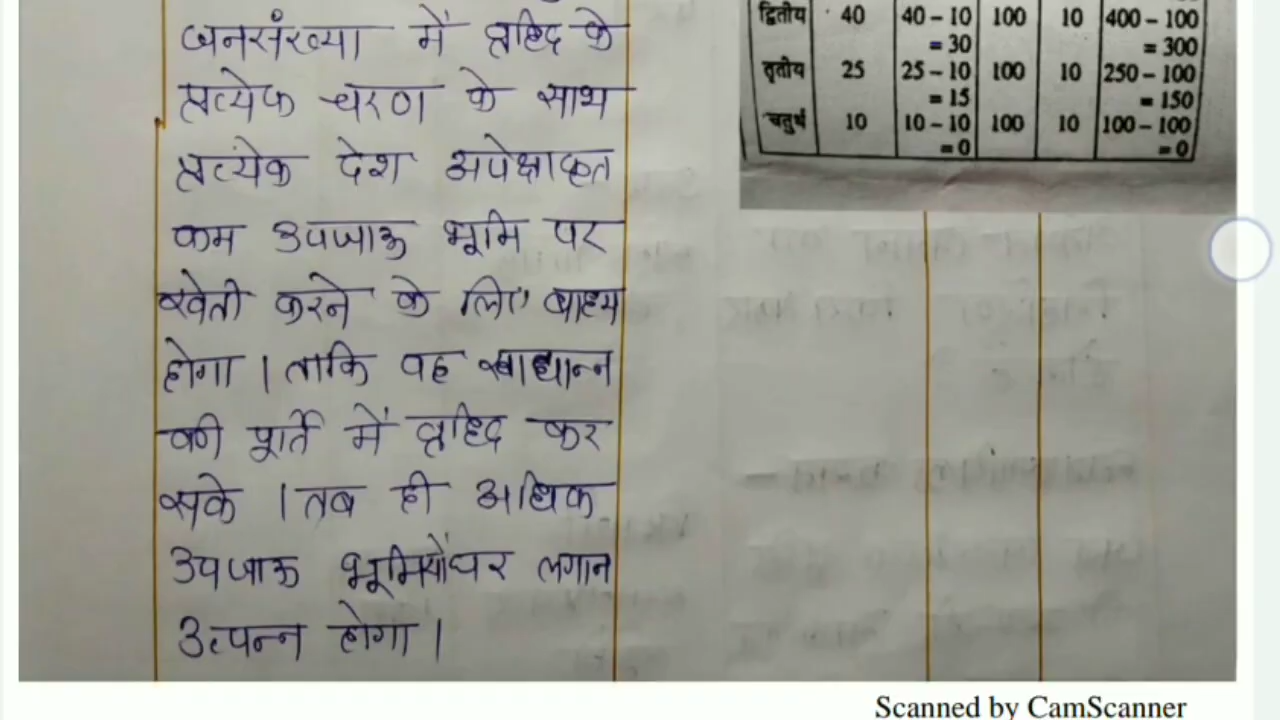 जनसंख्या में वृद्धि के
प्रत्येक चरण के साथ
प्रत्येक देश अपेक्षाकृत
कम उपजाऊ भूमि पर
खेती करने के लिए बाध्य
होगा । ताकि वह खाद्यान्न
की पूर्ति में वृद्धि कर
सके । तब ही अधिक
उपजाऊ भूमियों पर लगान
उत्पन्न होगा ।
द्वितीय 40 40 – 10 100 10 400 – 100
= 30 = 300
तृतीय 25 25 – 10 100 10 250 – 100
= 15 = 150
चतुर्थ 10 10 – 10 100 10 100 – 100
= 0 = 0
Scanned by CamScanner